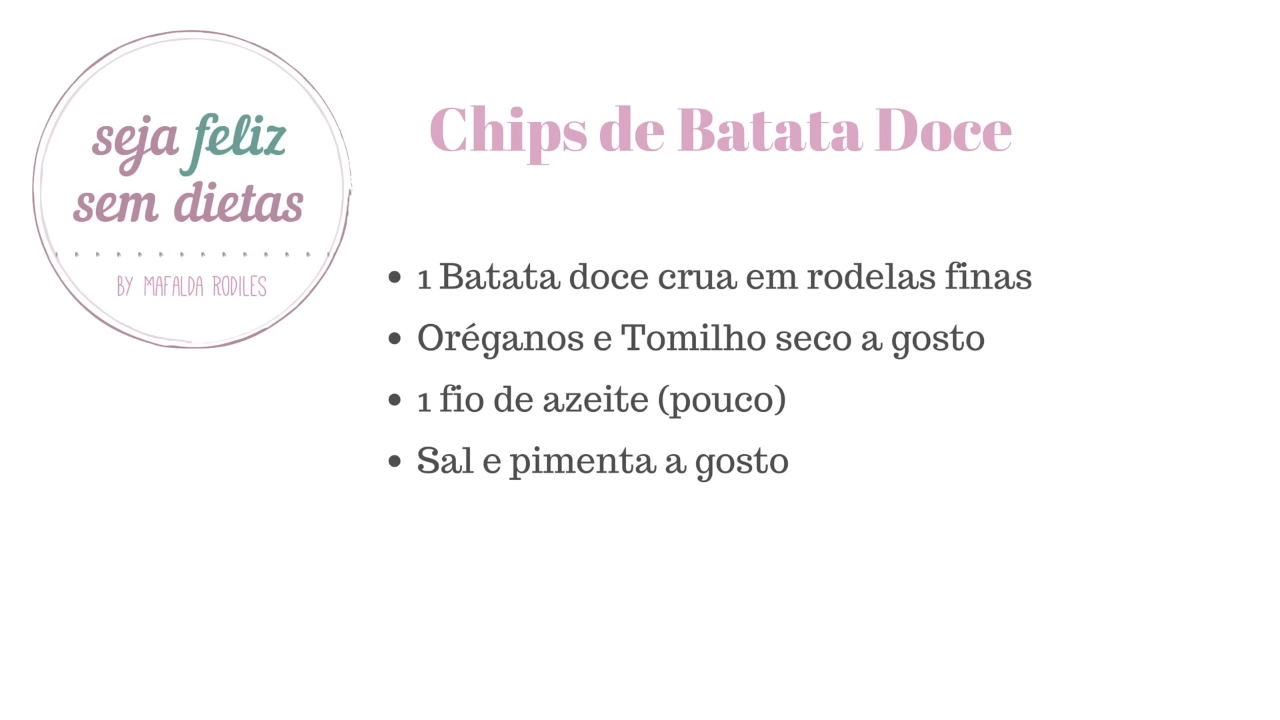 seja feliz
sem dietas
BY MAFALDA RODILES
Chips de Batata Doce
• 1 Batata doce crua em rodelas finas
• Oréganos e Tomilho seco a gosto
• 1 fio de azeite (pouco)
• Sal e pimenta a gosto